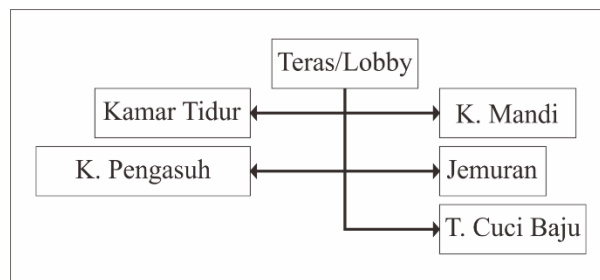 Teras/Lobby
Kamar Tidur
K. Mandi
K. Pengasuh
Jemuran
T. Cuci Baju